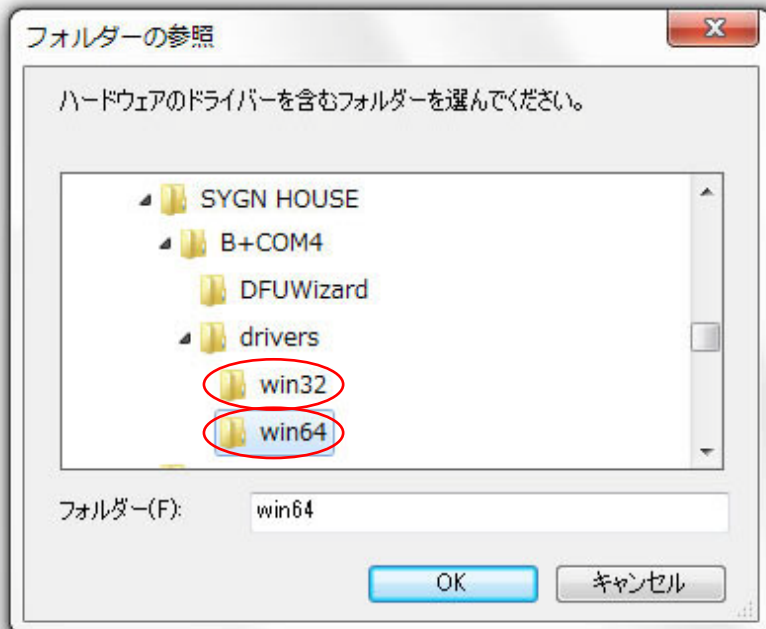 フォルダーの参照
ハードウェアのドライバーを含むフォルダーを選んでください。
SYGN HOUSE
B+COM4
DFUWizard
drivers
win32
win64
フォルダー(F): win64
OK キャンセル